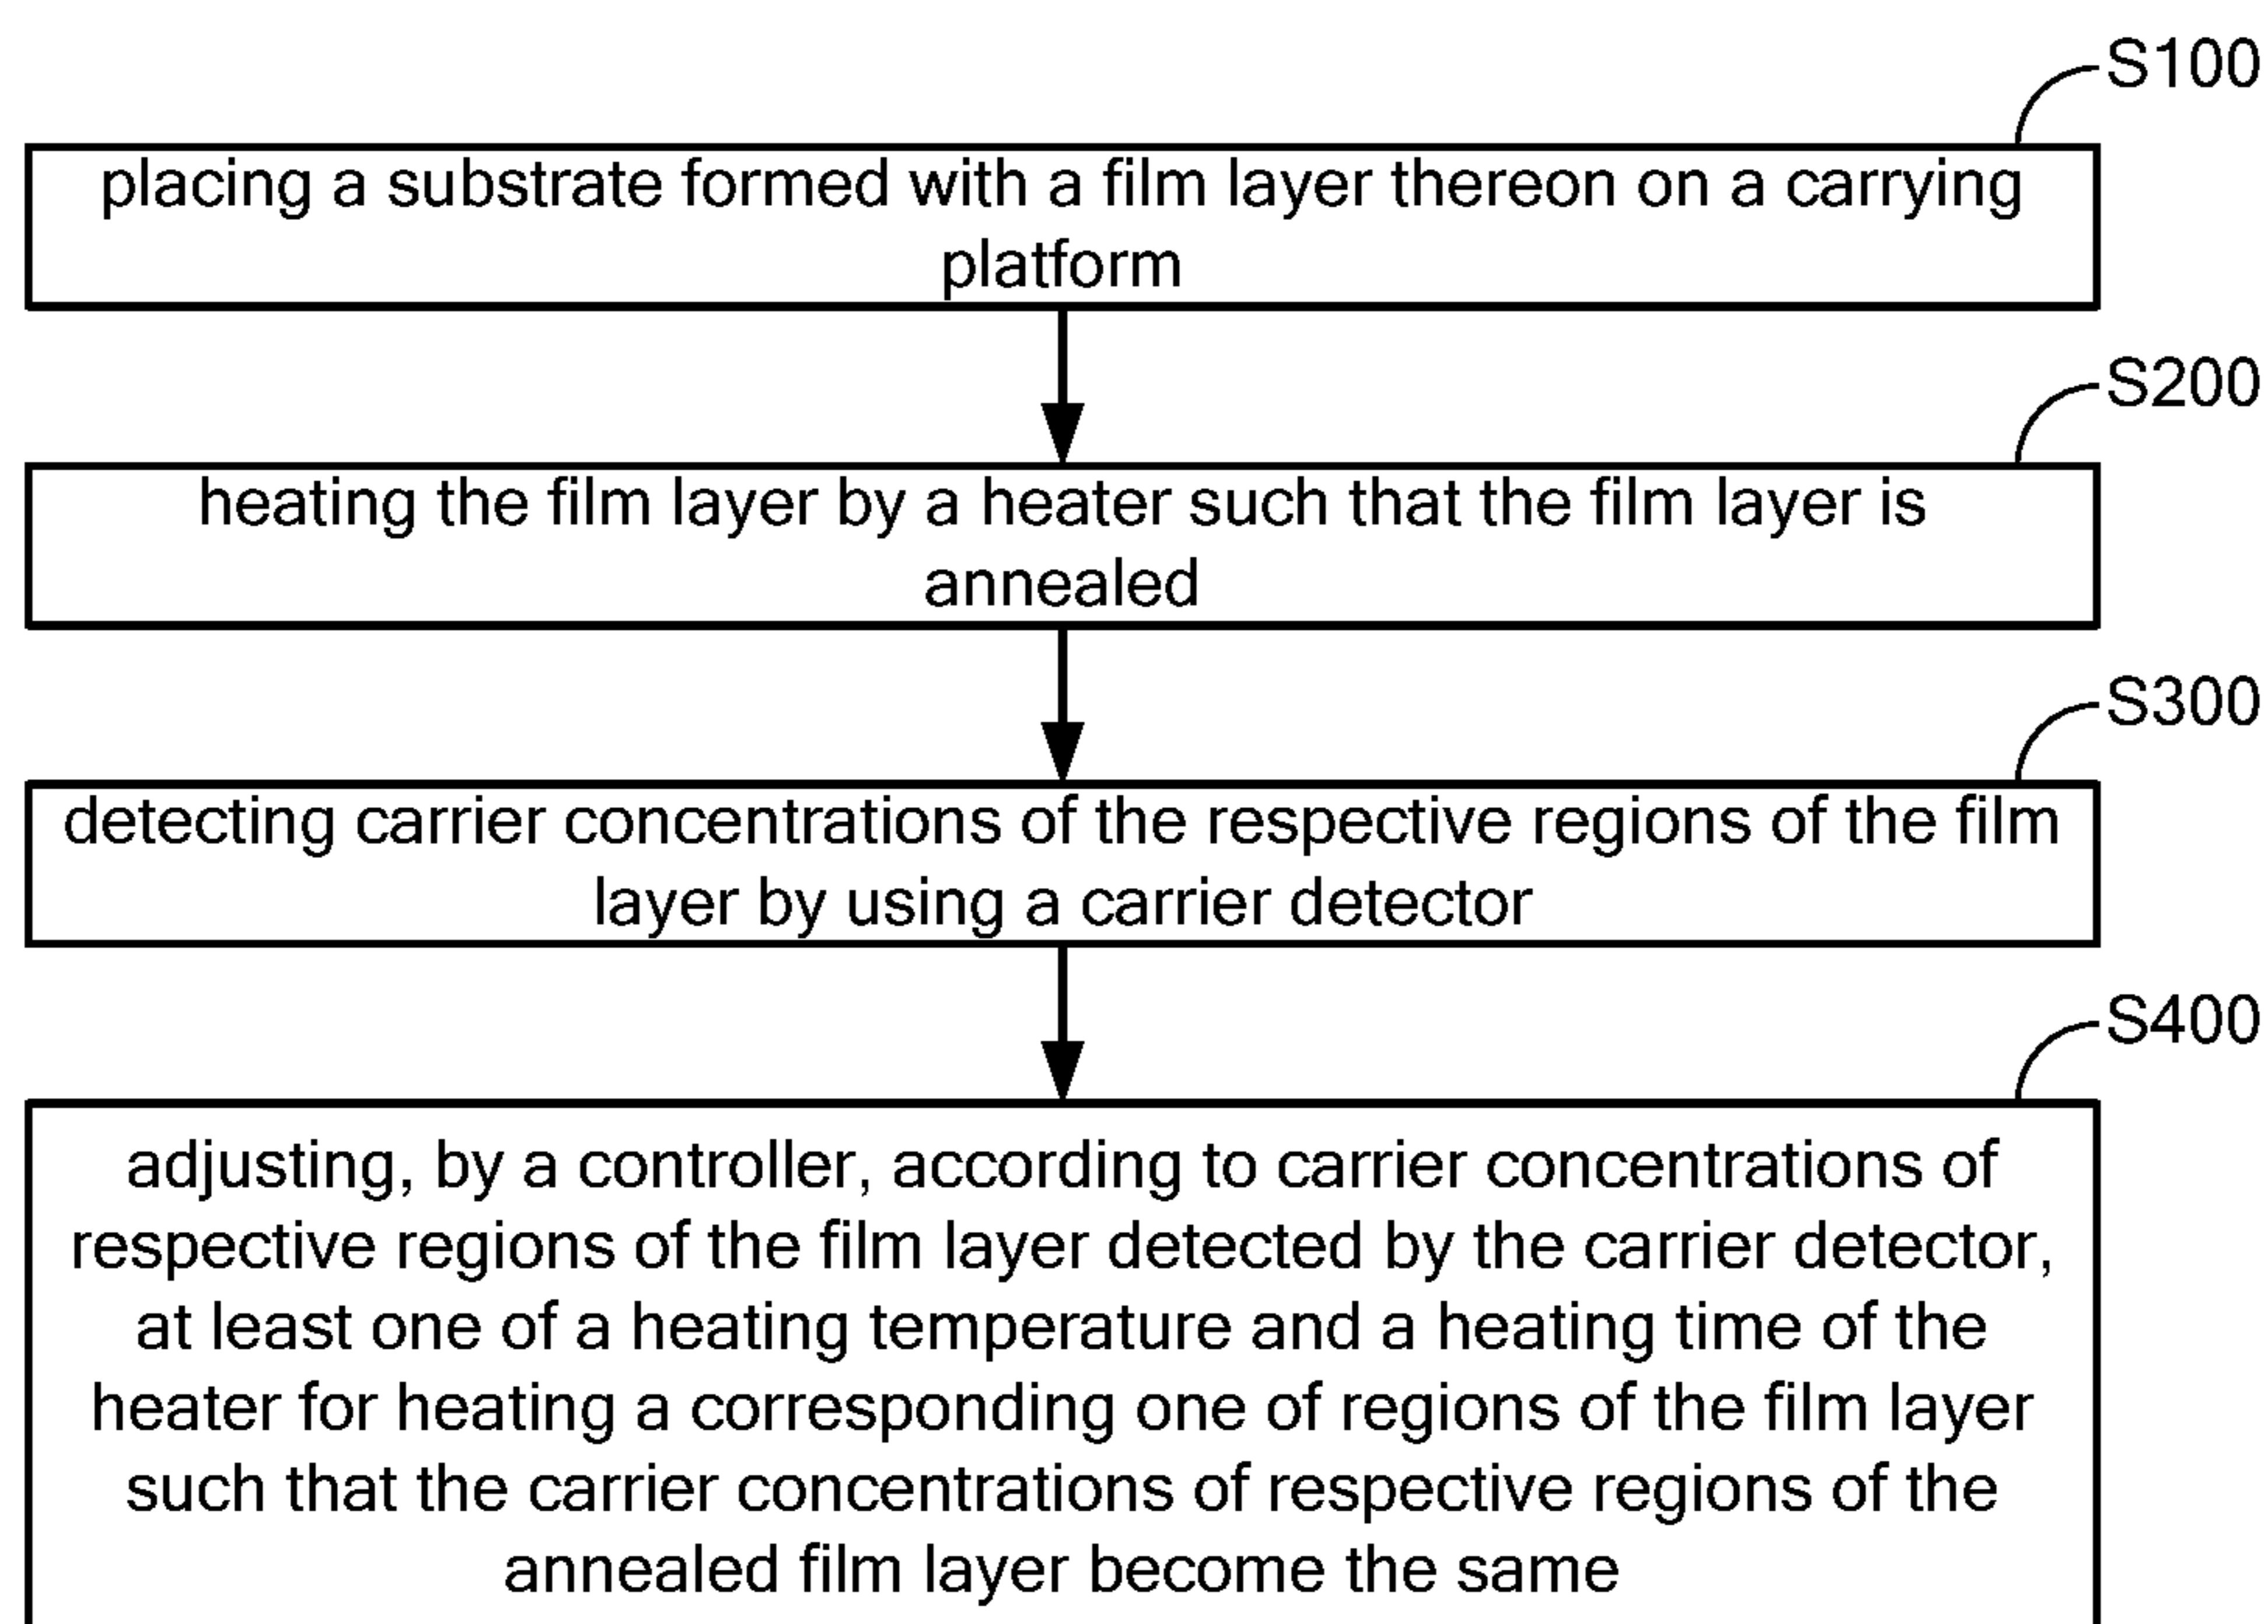 S100
placing a substrate formed with a film layer thereon on a carrying
platform
S200
heating the film layer by a heater such that the film layer is
annealed
S300
detecting carrier concentrations of the respective regions of the film
layer by using a carrier detector
S400
adjusting, by a controller, according to carrier concentrations of
respective regions of the film layer detected by the carrier detector,
at least one of a heating temperature and a heating time of the
heater for heating a corresponding one of regions of the film layer
such that the carrier concentrations of respective regions of the
annealed film layer become the same